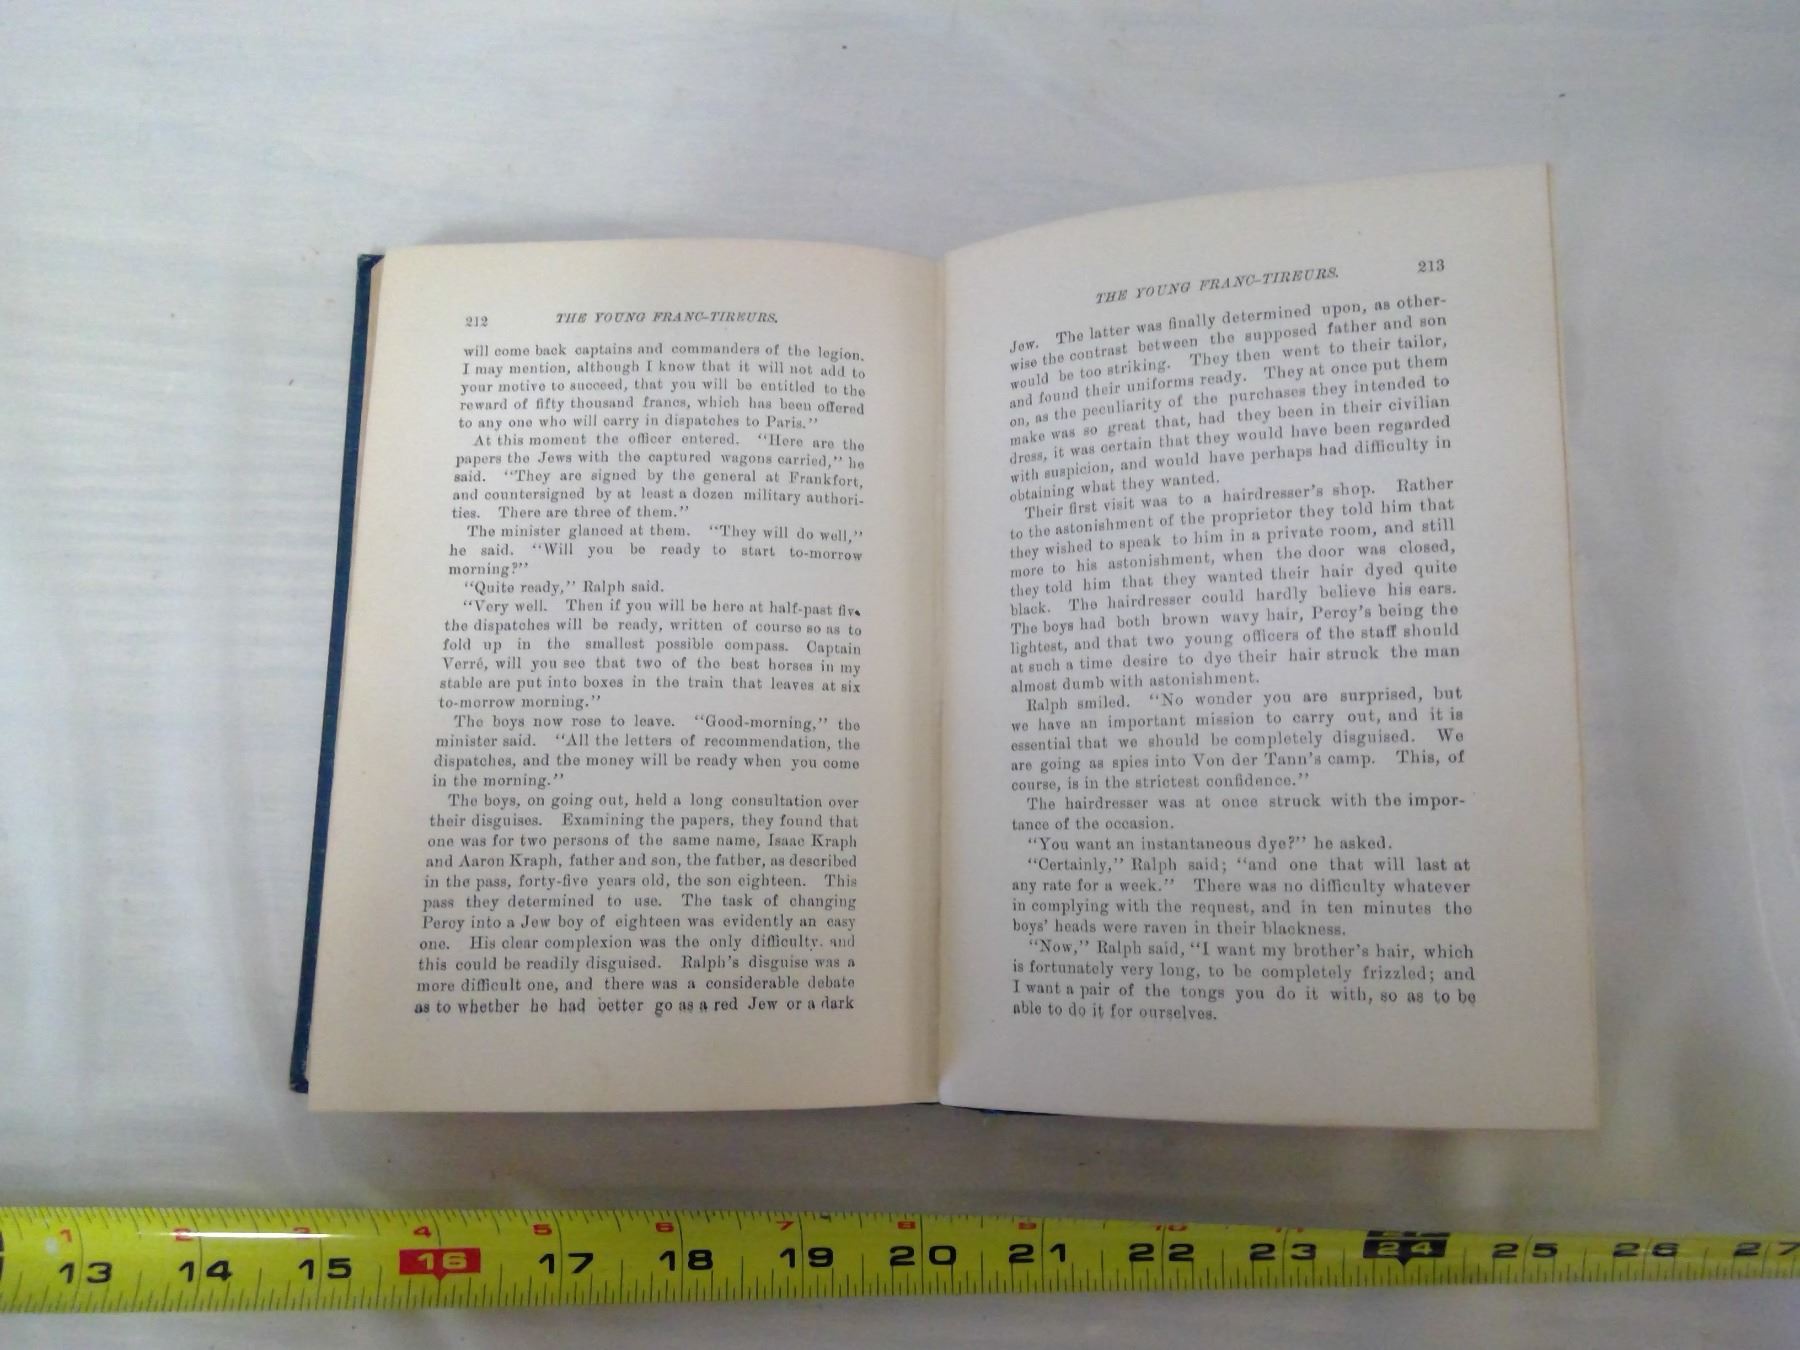 212 THE YOUNG FRANC-TIREURS.
will come back captains and commanders of the legion.
I may mention, although I know that it will not add to
your motive to succeed, that you will be entitled to the
reward of fifty thousand francs, which has been offered
to any one who will carry in dispatches to Paris.”
At this moment the officer entered. “Here are the
papers the Jews with the captured wagons carried,” he
said. “They are signed by the general at Frankfort,
and countersigned by at least a dozen military authori-
ties. There are three of them.”
The minister glanced at them. “They will do well,”
he said. “Will you be ready to start to-morrow
morning?”
“Quite ready,” Ralph said.
“Very well. Then if you will be here at half-past five
the dispatches will be ready, written of course so as to
fold up in the smallest possible compass. Captain
Verré, will you see that two of the best horses in my
stable are put into boxes in the train that leaves at six
to-morrow morning.”
The boys now rose to leave. “Good-morning,” the
minister said. “All the letters of recommendation, the
dispatches, and the money will be ready when you come
in the morning.”
The boys, on going out, held a long consultation over
their disguises. Examining the papers, they found that
one was for two persons of the same name, Isaac Kraph
and Aaron Kraph, father and son, the father, as described
in the pass, forty-five years old, the son eighteen. This
pass they determined to use. The task of changing
Percy into a Jew boy of eighteen was evidently an easy
one. His clear complexion was the only difficulty. and
this could be readily disguised. Ralph’s disguise was a
more difficult one, and there was a considerable debate
as to whether he had better go as a red Jew or a dark
THE YOUNG FRANC-TIREURS. 213
Jew. The latter was finally determined upon, as other-
wise the contrast between the supposed father and son
would be too striking. They then went to their tailor,
and found their uniforms ready. They at once put them
on, as the peculiarity of the purchases they intended to
make was so great that, had they been in their civilian
dress, it was certain that they would have been regarded
with suspicion, and would have perhaps had difficulty in
obtaining what they wanted.
Their first visit was to a hairdresser’s shop. Rather
to the astonishment of the proprietor they told him that
they wished to speak to him in a private room, and still
more to his astonishment, when the door was closed,
they told him that they wanted their hair dyed quite
black. The hairdresser could hardly believe his ears.
The boys had both brown wavy hair, Percy’s being the
lightest, and that two young officers of the staff should
at such a time desire to dye their hair struck the man
almost dumb with astonishment.
Ralph smiled. “No wonder you are surprised, but
we have an important mission to carry out, and it is
essential that we should be completely disguised. We
are going as spies into Von der Tann’s camp. This, of
course, is in the strictest confidence.”
The hairdresser was at once struck with the impor-
tance of the occasion.
“You want an instantaneous dye?” he asked.
“Certainly,” Ralph said; “and one that will last at
any rate for a week.” There was no difficulty whatever
in complying with the request, and in ten minutes the
boys’ heads were raven in their blackness.
“Now,” Ralph said, “I want my brother’s hair, which
is fortunately very long, to be completely frizzled; and
I want a pair of the tongs you do it with, so as to be
able to do it for ourselves.
1 2 3 4 5 6 7 8 9 10 11
13 14 15 16 17 18 19 20 21 22 23 24 25 26 27